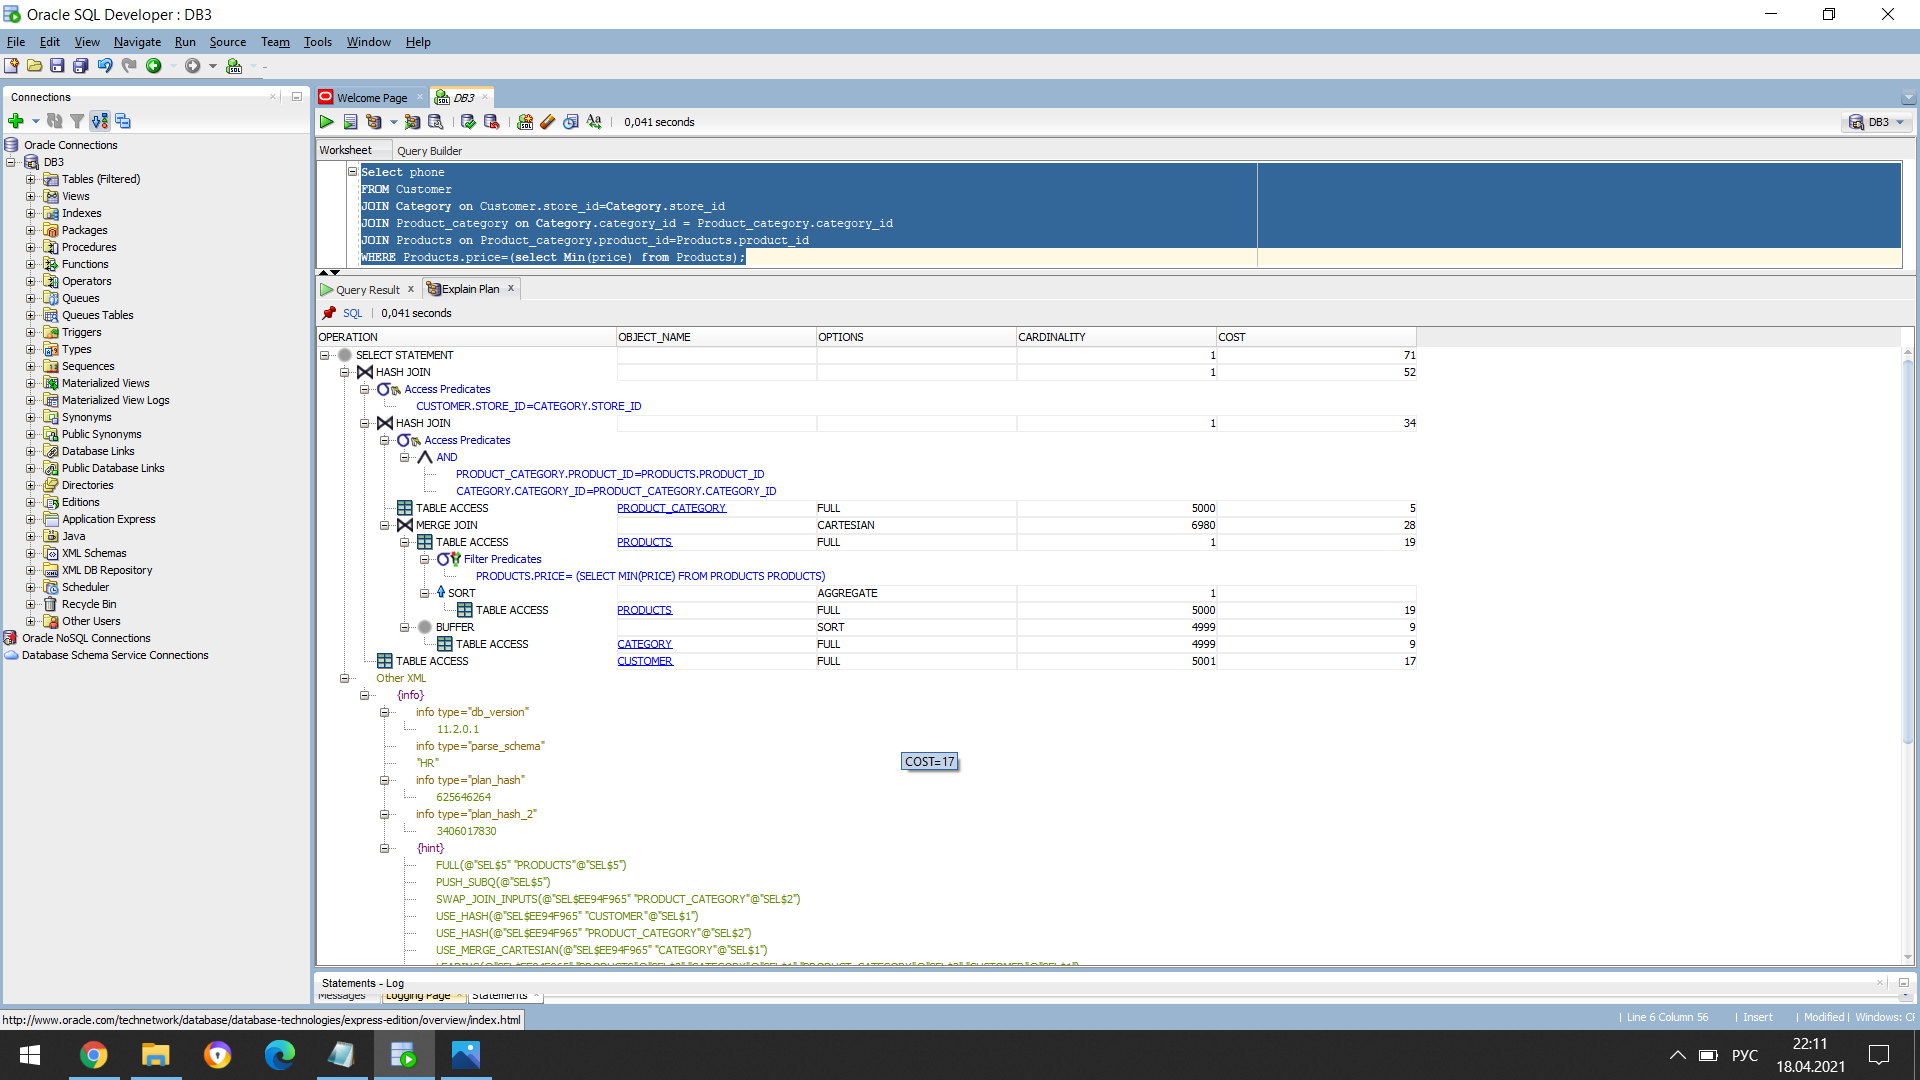 Oracle SQL Developer : DB3
File Edit View Navigate Run Source Team Tools Window Help
Connections
Oracle Connections
DB3
Tables (Filtered)
Views
Indexes
Packages
Procedures
Functions
Operators
Queues
Queues Tables
Triggers
Types
Sequences
Materialized Views
Materialized View Logs
Synonyms
Public Synonyms
Database Links
Public Database Links
Directories
Editions
Application Express
Java
XML Schemas
XML DB Repository
Scheduler
Recycle Bin
Other Users
Oracle NoSQL Connections
Database Schema Service Connections
Welcome Page DB3
0,041 seconds DB3
Worksheet Query Builder
Select phone
FROM Customer
JOIN Category on Customer.store_id=Category.store_id
JOIN Product_category on Category.category_id = Product_category.category_id
JOIN Products on Product_category.product_id=Products.product_id
WHERE Products.price=(select Min(price) from Products);
Query Result x Explain Plan x
SQL | 0,041 seconds
OPERATION OBJECT_NAME OPTIONS CARDINALITY COST
SELECT STATEMENT 1 71
HASH JOIN 1 52
Access Predicates
CUSTOMER.STORE_ID=CATEGORY.STORE_ID
HASH JOIN 1 34
Access Predicates
AND
PRODUCT_CATEGORY.PRODUCT_ID=PRODUCTS.PRODUCT_ID
CATEGORY.CATEGORY_ID=PRODUCT_CATEGORY.CATEGORY_ID
TABLE ACCESS PRODUCT_CATEGORY FULL 5000 5
MERGE JOIN CARTESIAN 6980 28
TABLE ACCESS PRODUCTS FULL 1 19
Filter Predicates
PRODUCTS.PRICE= (SELECT MIN(PRICE) FROM PRODUCTS PRODUCTS)
SORT AGGREGATE 1
TABLE ACCESS PRODUCTS FULL 5000 19
BUFFER SORT 4999 9
TABLE ACCESS CATEGORY FULL 4999 9
TABLE ACCESS CUSTOMER FULL 5001 17
Other XML
{info}
info type="db_version"
11.2.0.1
info type="parse_schema"
"HR"
COST=17
info type="plan_hash"
625646264
info type="plan_hash_2"
3406017830
{hint}
FULL(@"SEL$5" "PRODUCTS"@"SEL$5")
PUSH_SUBQ(@"SEL$5")
SWAP_JOIN_INPUTS(@"SEL$EE94F965" "PRODUCT_CATEGORY"@"SEL$2")
USE_HASH(@"SEL$EE94F965" "CUSTOMER"@"SEL$1")
USE_HASH(@"SEL$EE94F965" "PRODUCT_CATEGORY"@"SEL$2")
USE_MERGE_CARTESIAN(@"SEL$EE94F965" "CATEGORY"@"SEL$1")
Statements - Log
Messages Logging Page Statements
http://www.oracle.com/technetwork/database/database-technologies/express-edition/overview/index.html
| Line 6 Column 56 | Insert | Modified | Windows: CF
РУС
22:11
18.04.2021